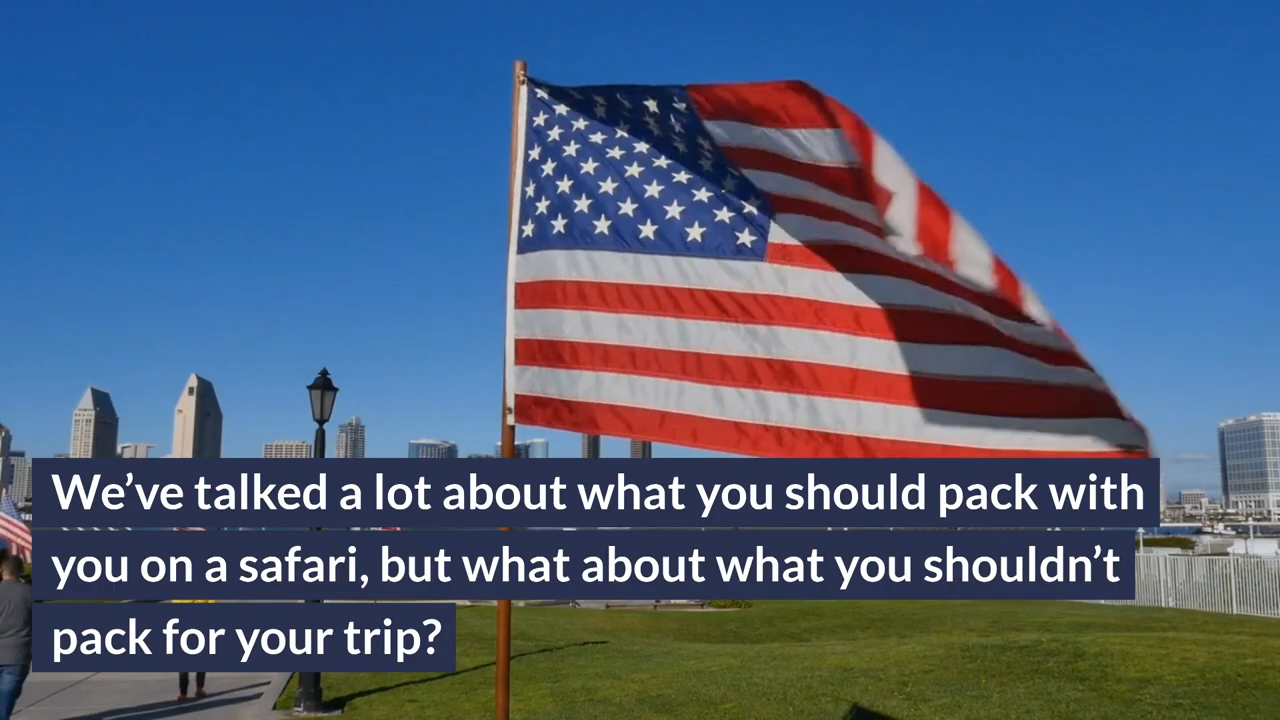 We’ve talked a lot about what you should pack with
you on a safari, but what about what you shouldn’t
pack for your trip?